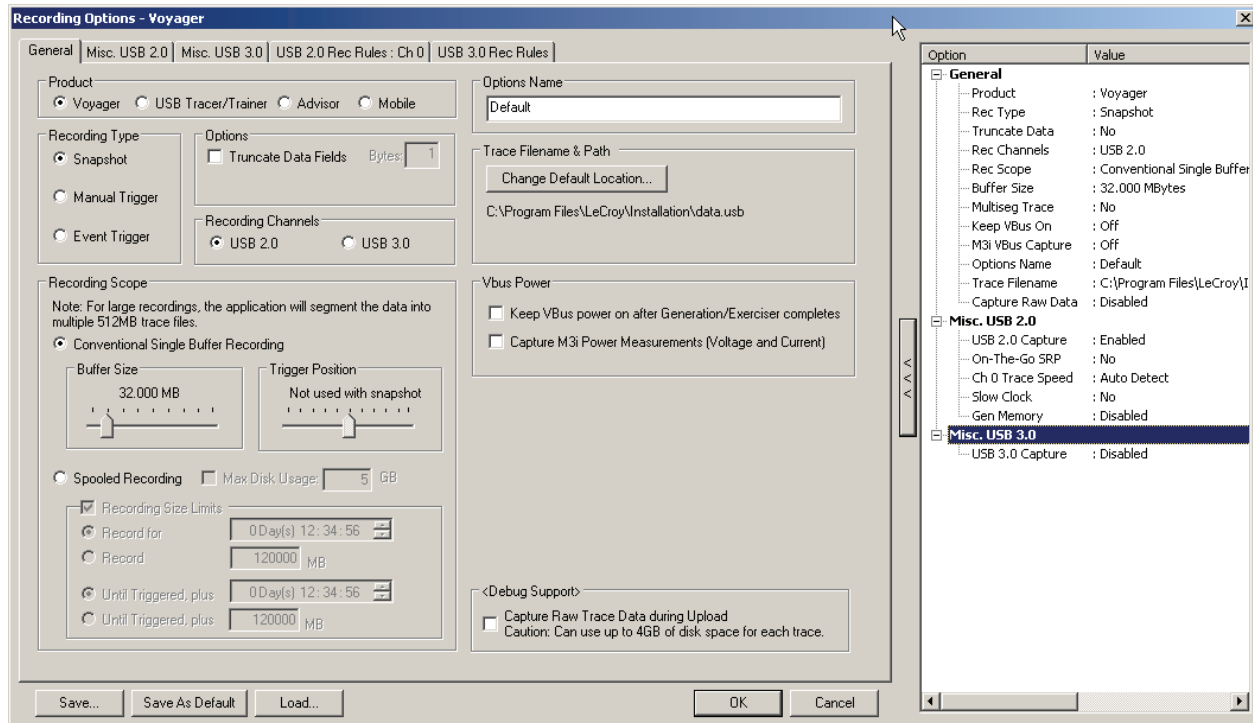 Recording Options - Voyager
General
Misc. USB 2.0
Misc. USB 3.0
USB 2.0 Rec Rules : Ch 0
USB 3.0 Rec Rules
Product
Voyager
USB Tracer/Trainer
Advisor
Mobile
Recording Type
Snapshot
Manual Trigger
Event Trigger
Options
Truncate Data Fields
Bytes:
1
Recording Channels
USB 2.0
USB 3.0
Recording Scope
Note: For large recordings, the application will segment the data into
multiple 512MB trace files.
Conventional Single Buffer Recording
Buffer Size
32.000 MB
Trigger Position
Not used with snapshot
Spooled Recording
Max Disk Usage:
5
GB
Recording Size Limits
Record for
0 Day(s) 12 : 34 : 56
Record
120000 MB
Until Triggered, plus
0 Day(s) 12 : 34 : 56
Until Triggered, plus
120000 MB
Options Name
Default
Trace Filename & Path
Change Default Location...
C:\Program Files\LeCroy\Installation\data.usb
Vbus Power
Keep VBus power on after Generation/Exerciser completes
Capture M3i Power Measurements (Voltage and Current)
<Debug Support>
Capture Raw Trace Data during Upload
Caution: Can use up to 4GB of disk space for each trace.
Save...
Save As Default
Load...
OK
Cancel
<
<
<
Option Value
General
Product : Voyager
Rec Type : Snapshot
Truncate Data : No
Rec Channels : USB 2.0
Rec Scope : Conventional Single Buffer
Buffer Size : 32.000 MBytes
Multiseg Trace : No
Keep VBus On : Off
M3i VBus Capture : Off
Options Name : Default
Trace Filename : C:\Program Files\LeCroy\I
Capture Raw Data : Disabled
Misc. USB 2.0
USB 2.0 Capture : Enabled
On-The-Go SRP : No
Ch 0 Trace Speed : Auto Detect
Slow Clock : No
Gen Memory : Disabled
Misc. USB 3.0
USB 3.0 Capture : Disabled